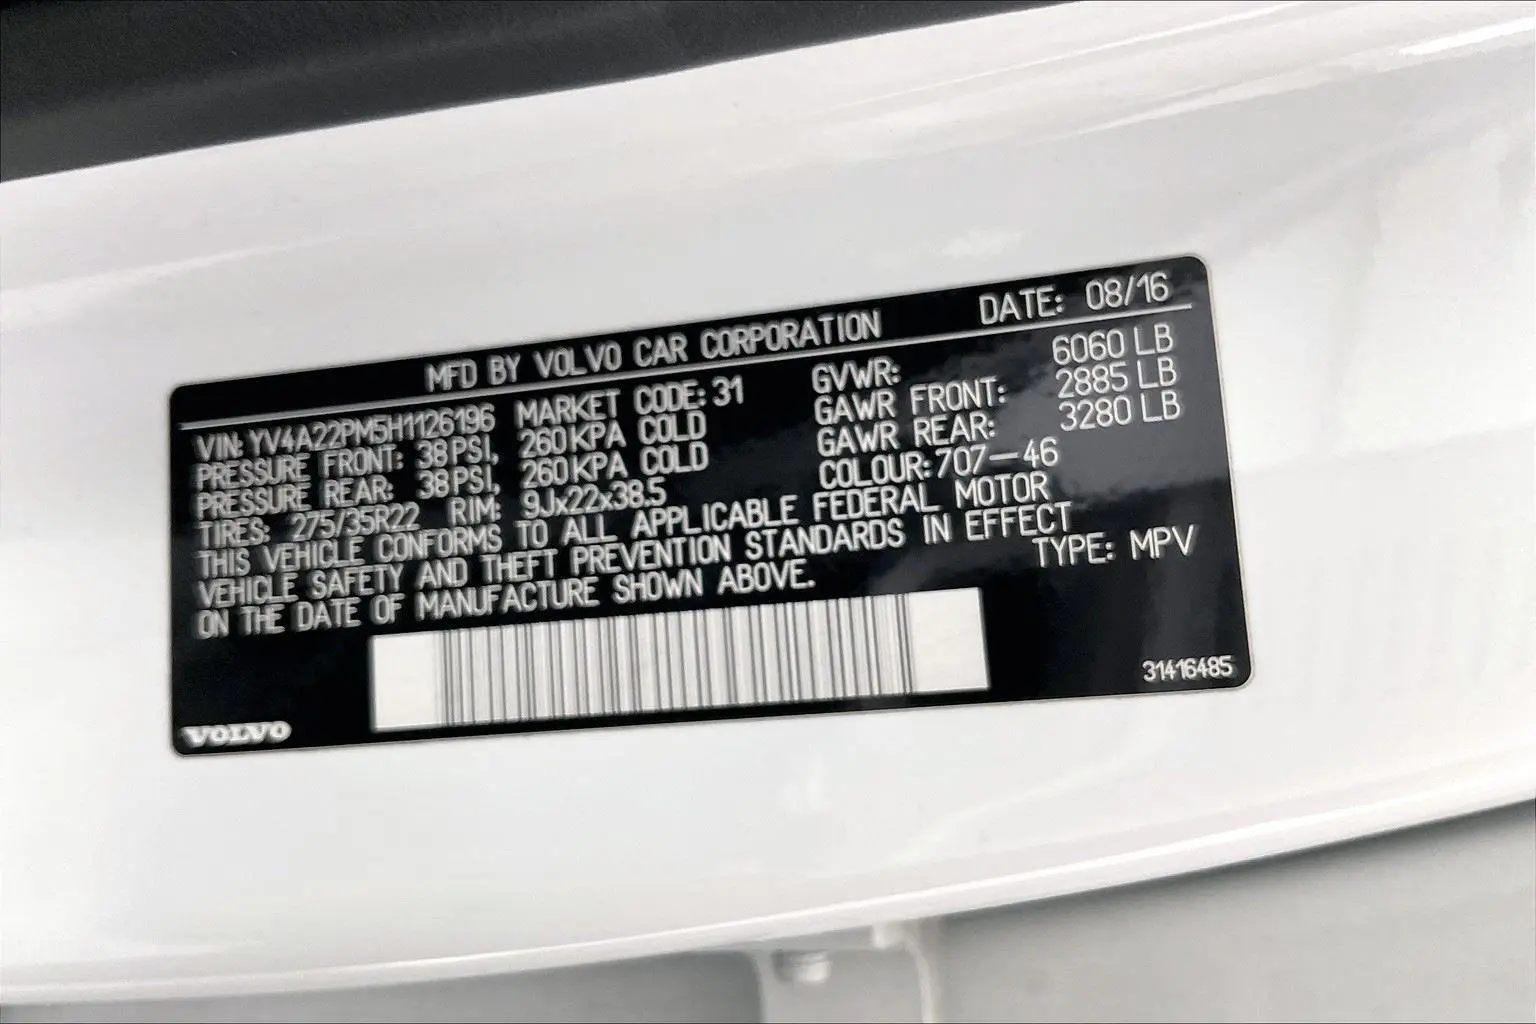 MFD BY VOLVO CAR CORPORATION DATE: 08/16
VIN: YV4A22PM5H1126196 MARKET CODE: 31 GVWR: 6060 LB
PRESSURE FRONT: 38 PSI, 260 KPA COLD GAWR FRONT: 2885 LB
PRESSURE REAR: 38 PSI, 260 KPA COLD GAWR REAR: 3280 LB
TIRES: 275/35R22 RIM: 9Jx22x38.5 COLOUR: 707-46
THIS VEHICLE CONFORMS TO ALL APPLICABLE FEDERAL MOTOR
VEHICLE SAFETY AND THEFT PREVENTION STANDARDS IN EFFECT
ON THE DATE OF MANUFACTURE SHOWN ABOVE. TYPE: MPV
31416485
VOLVO